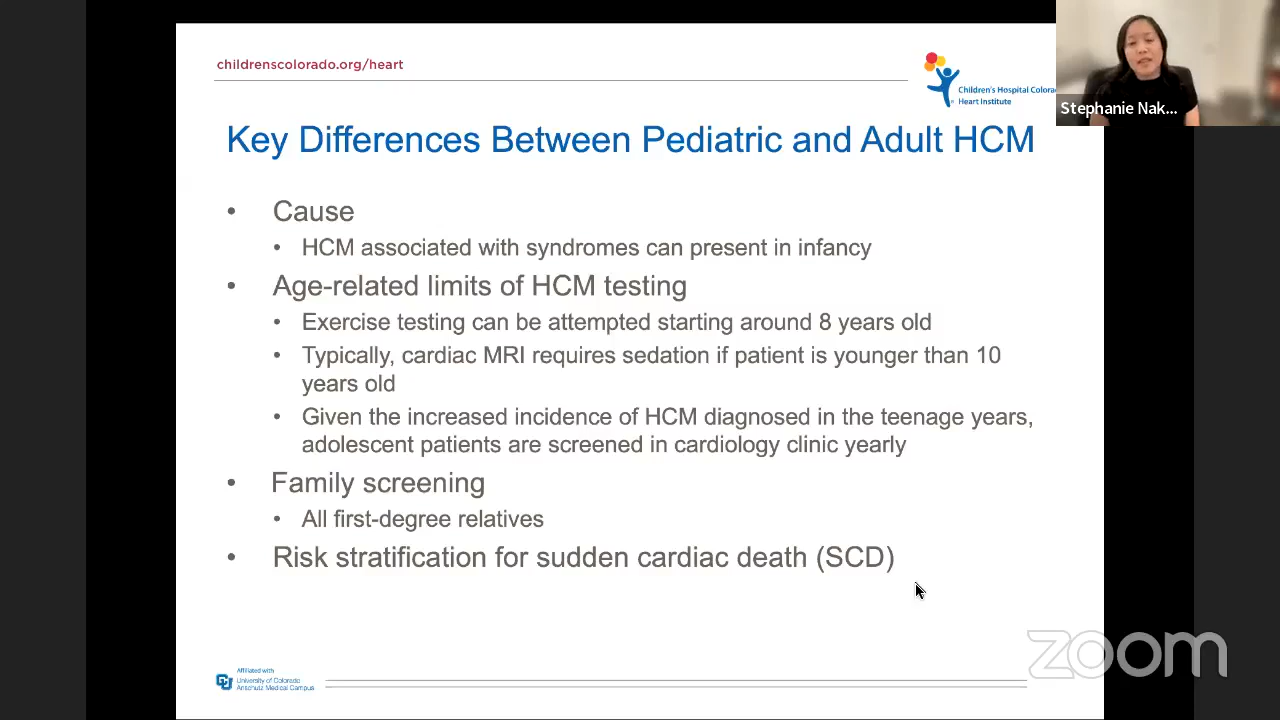 childrenscolorado.org/heart
Children's Hospital Colora
Heart Institute
Stephanie Nak...
Key Differences Between Pediatric and Adult HCM
• Cause
• HCM associated with syndromes can present in infancy
• Age-related limits of HCM testing
• Exercise testing can be attempted starting around 8 years old
• Typically, cardiac MRI requires sedation if patient is younger than 10
years old
• Given the increased incidence of HCM diagnosed in the teenage years,
adolescent patients are screened in cardiology clinic yearly
• Family screening
• All first-degree relatives
• Risk stratification for sudden cardiac death (SCD)
zoom
Affiliated with
University of Colorado
Anschutz Medical Campus